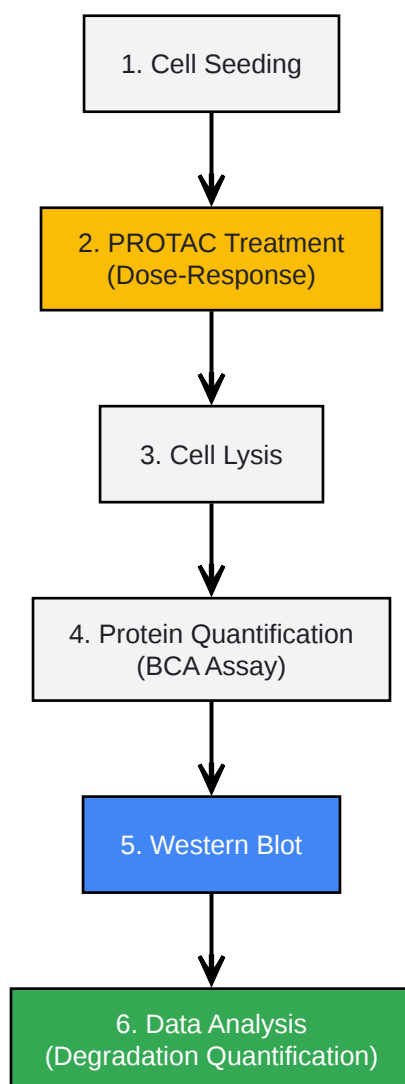 1. Cell Seeding
2. PROTAC Treatment
(Dose-Response)
3. Cell Lysis
4. Protein Quantification
(BCA Assay)
5. Western Blot
6. Data Analysis
(Degradation Quantification)